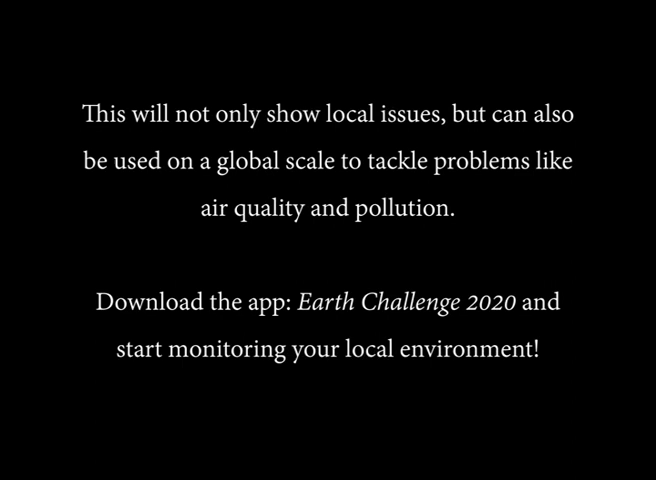 This will not only show local issues, but can also
be used on a global scale to tackle problems like
air quality and pollution.
Download the app: Earth Challenge 2020 and
start monitoring your local environment!